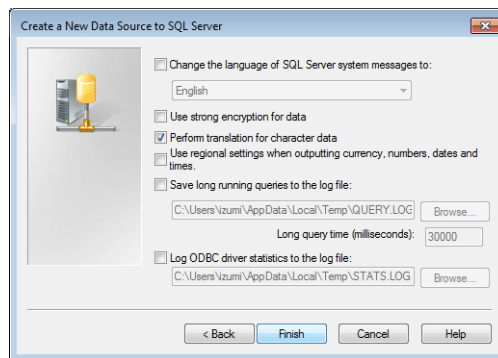 Create a New Data Source to SQL Server
Change the language of SQL Server system messages to:
English
Use strong encryption for data
Perform translation for character data
Use regional settings when outputting currency, numbers, dates and
times.
Save long running queries to the log file:
C:\Users\izumi\AppData\Local\Temp\QUERY.LOG Browse...
Long query time (milliseconds): 30000
Log ODBC driver statistics to the log file:
C:\Users\izumi\AppData\Local\Temp\STATS.LOG Browse...
< Back Finish Cancel Help